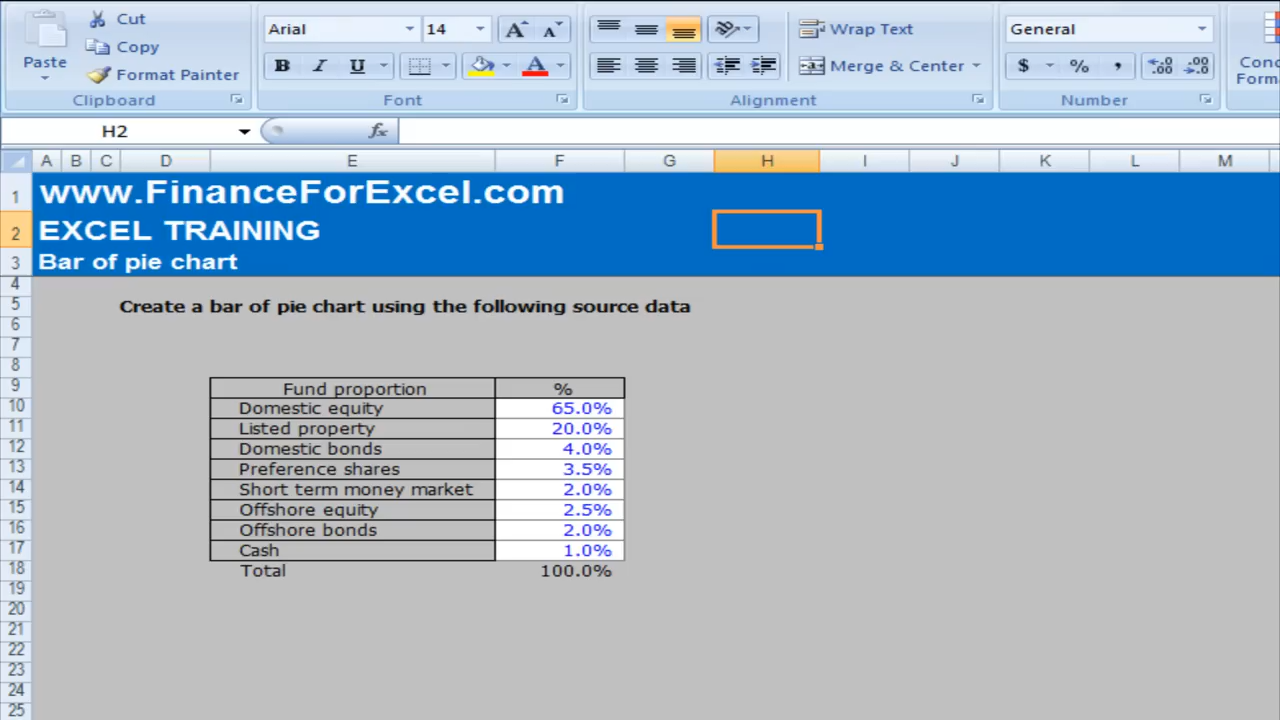 Cut
Arial 14 Wrap Text General
Copy
Paste Format Painter B I U Merge & Center $ % ,
Clipboard Font Alignment Number
H2 fx
A B C D E F G H I J K L M
1 www.FinanceForExcel.com
2 EXCEL TRAINING
3 Bar of pie chart
4
5 Create a bar of pie chart using the following source data
6
7
8
9 Fund proportion %
10 Domestic equity 65.0%
11 Listed property 20.0%
12 Domestic bonds 4.0%
13 Preference shares 3.5%
14 Short term money market 2.0%
15 Offshore equity 2.5%
16 Offshore bonds 2.0%
17 Cash 1.0%
18 Total 100.0%
19
20
21
22
23
24
25